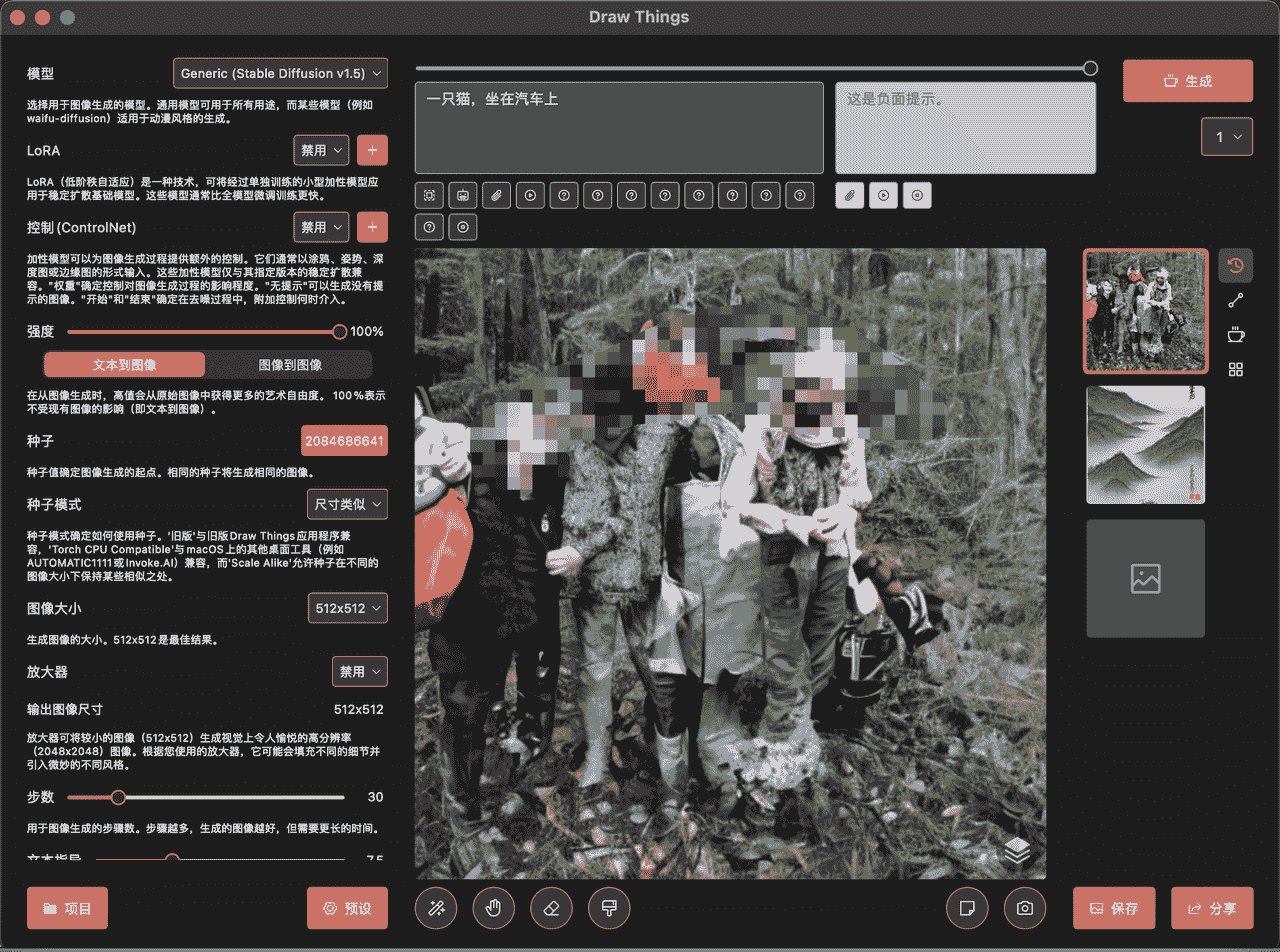 Draw Things
模型
Generic (Stable Diffusion v1.5)
选择用于图像生成的模型。通用模型可用于所有用途，而某些模型（例如
waifu-diffusion）适用于动漫风格的生成。
LoRA
禁用
LoRA（低阶秩自适应）是一种技术，可将经过单独训练的小型加性模型应
用于稳定扩散基础模型。这些模型通常比全模型微调训练更快。
控制 (ControlNet)
禁用
加性模型可以为图像生成过程提供额外的控制。它们通常以涂鸦、姿势、深
度图或边缘图的形式输入。这些加性模型仅与其指定版本的稳定扩散兼
容。"权重"确定控制对图像生成过程的影响程度。"无提示"可以生成没有提
示的图像。"开始"和"结束"确定在去噪过程中，附加控制何时介入。
强度
100%
文本到图像
图像到图像
在从图像生成时，高值会从原始图像中获得更多的艺术自由度。 100%表示
不受现有图像的影响（即文本到图像）。
种子
2084686641
种子值确定图像生成的起点。相同的种子将生成相同的图像。
种子模式
尺寸类似
种子模式确定如何使用种子。'旧版'与旧版Draw Things应用程序兼
容，'Torch CPU Compatible'与macOS上的其他桌面工具（例如
AUTOMATIC1111或Invoke.AI）兼容，而'Scale Alike'允许种子在不同的
图像大小下保持某些相似之处。
图像大小
512x512
生成图像的大小。512x512是最佳结果。
放大器
禁用
输出图像尺寸
512x512
放大器可将较小的图像（512x512）生成视觉上令人愉悦的高分辨率
（2048x2048）图像。根据您使用的放大器，它可能会填充不同的细节并
引入微妙的不同风格。
步数
30
用于图像生成的步骤数。步骤越多，生成的图像越好，但需要更长的时间。
文本指导
7.5
项目
预设
一只猫，坐在汽车上
这是负面提示。
生成
1
保存
分享